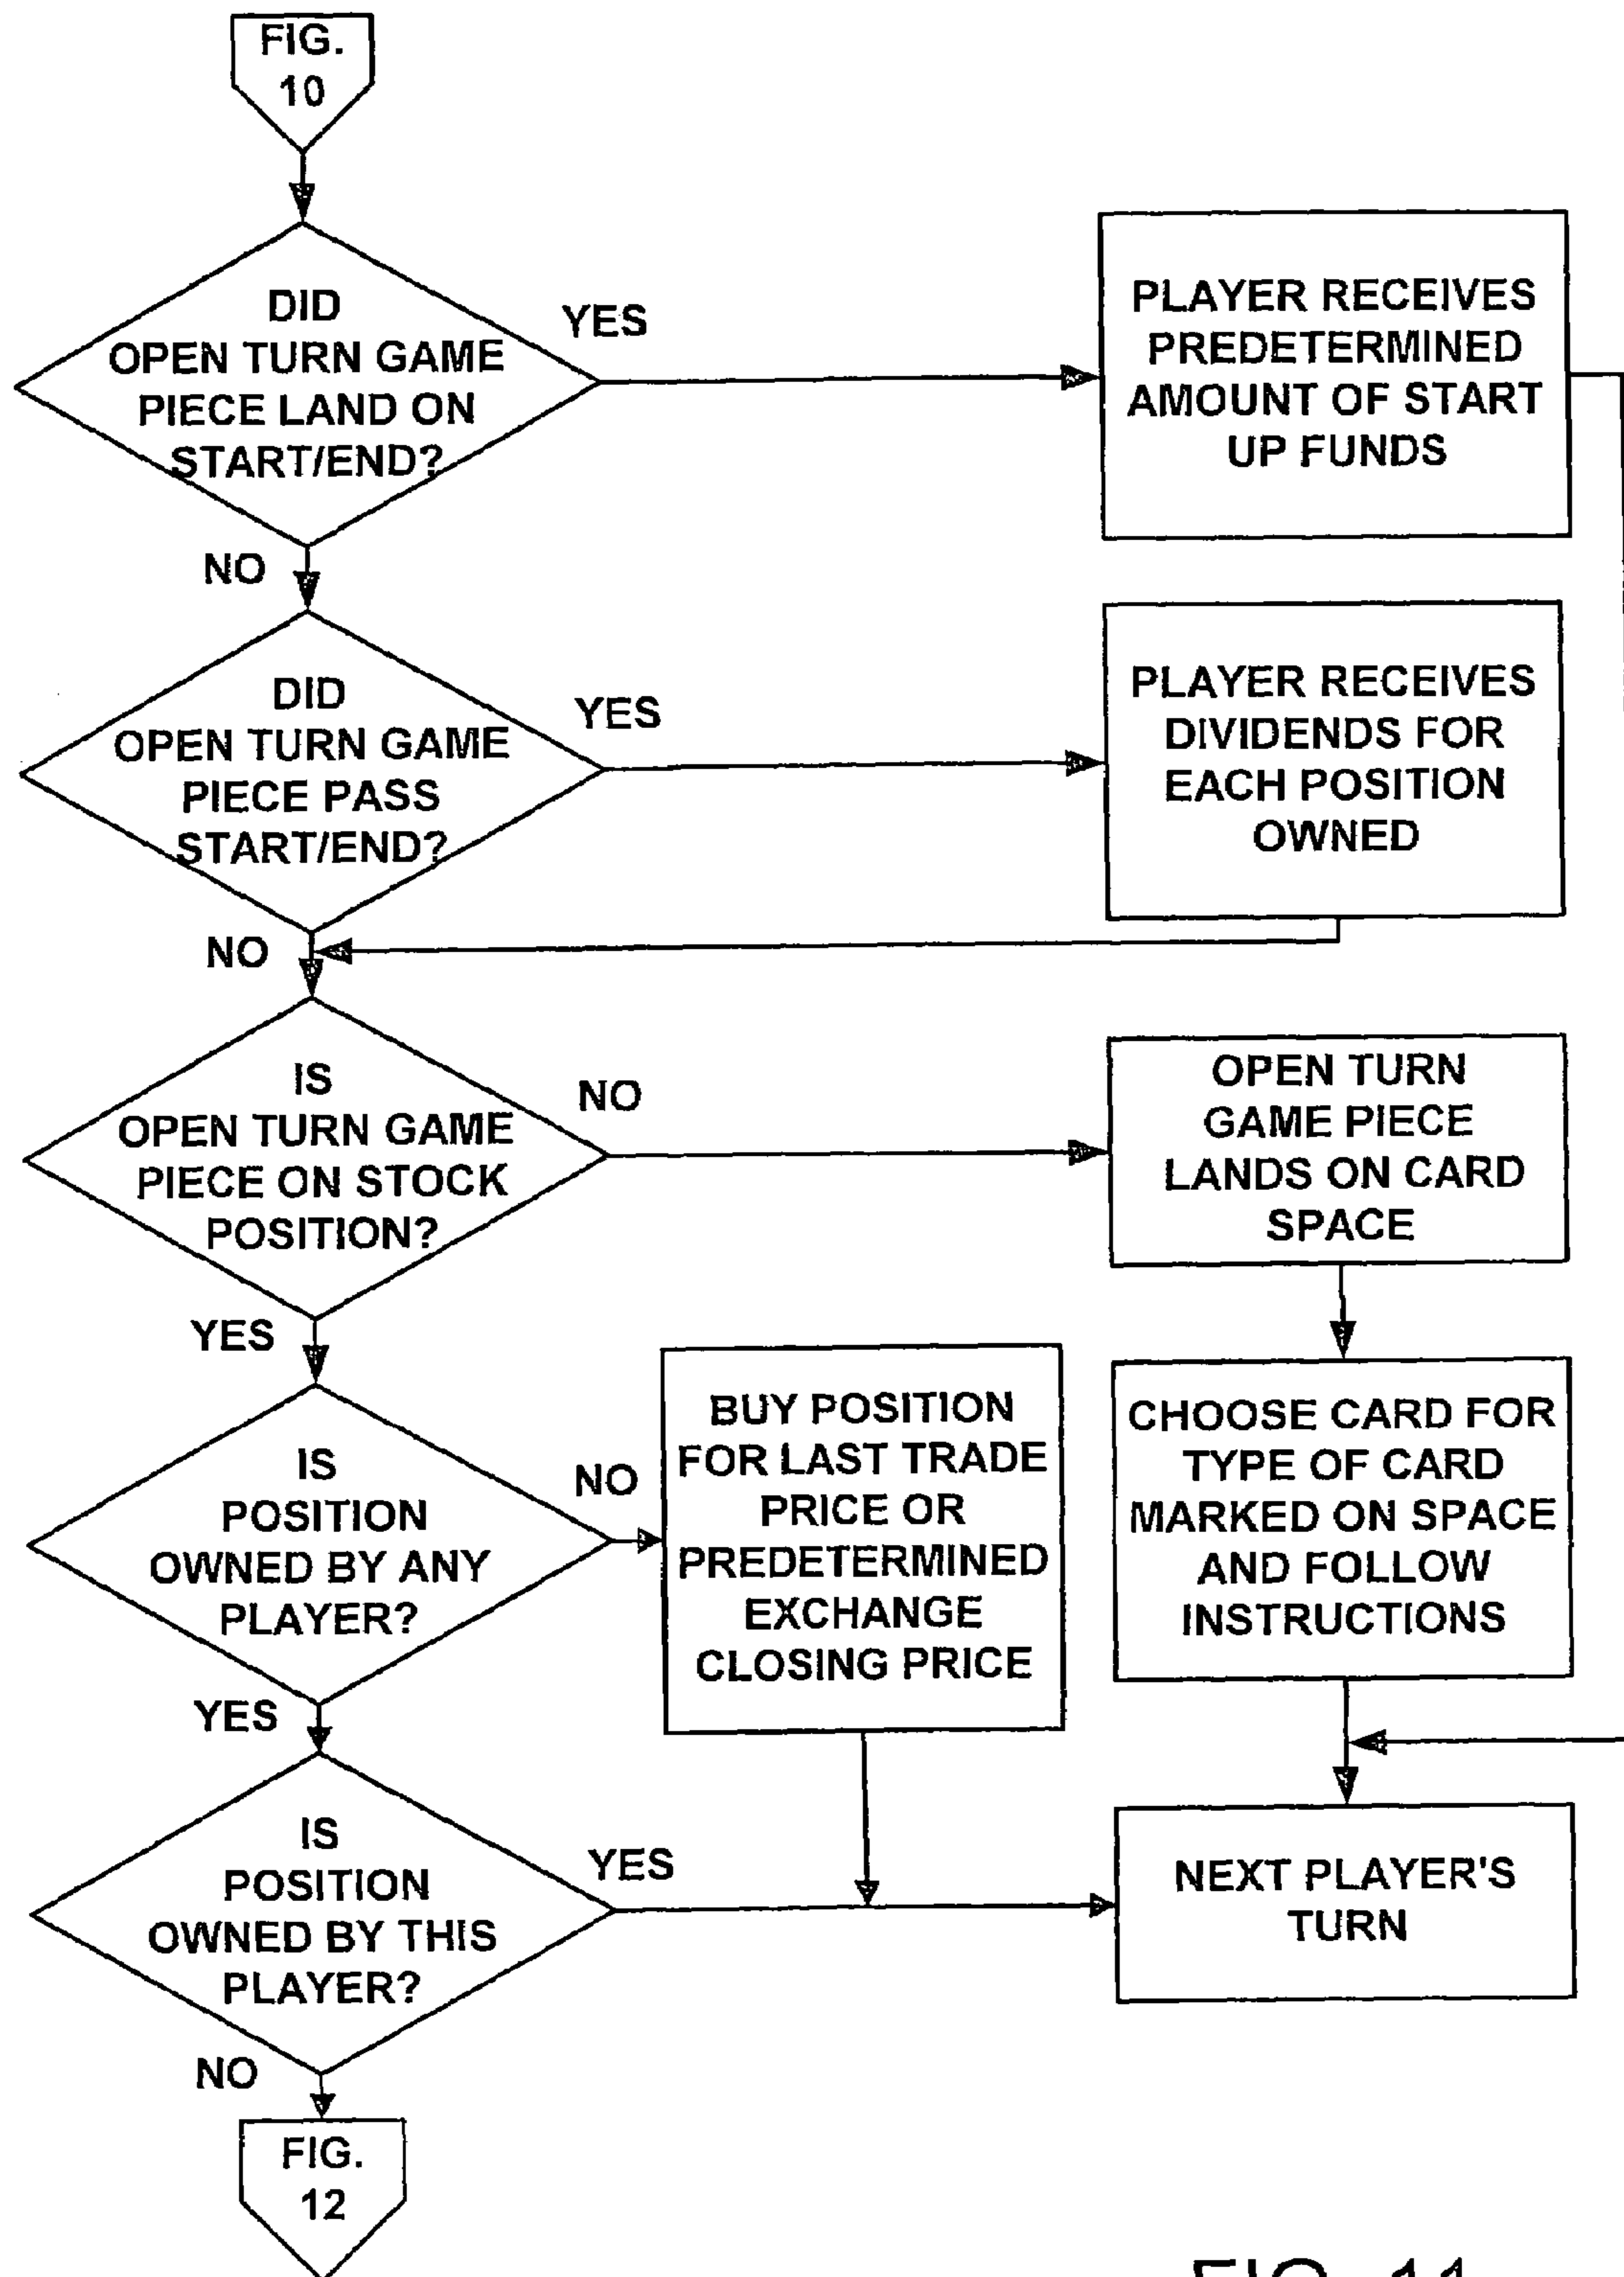 FIG.
10
DID
OPEN TURN GAME
PIECE LAND ON
START/END?
YES
PLAYER RECEIVES
PREDETERMINED
AMOUNT OF START
UP FUNDS
NO
DID
OPEN TURN GAME
PIECE PASS
START/END?
YES
PLAYER RECEIVES
DIVIDENDS FOR
EACH POSITION
OWNED
NO
IS
OPEN TURN GAME
PIECE ON STOCK
POSITION?
NO
OPEN TURN
GAME PIECE
LANDS ON CARD
SPACE
YES
IS
POSITION
OWNED BY ANY
PLAYER?
NO
BUY POSITION
FOR LAST TRADE
PRICE OR
PREDETERMINED
EXCHANGE
CLOSING PRICE
CHOOSE CARD FOR
TYPE OF CARD
MARKED ON SPACE
AND FOLLOW
INSTRUCTIONS
YES
IS
POSITION
OWNED BY THIS
PLAYER?
YES
NEXT PLAYER'S
TURN
NO
FIG.
12
FIG. 11